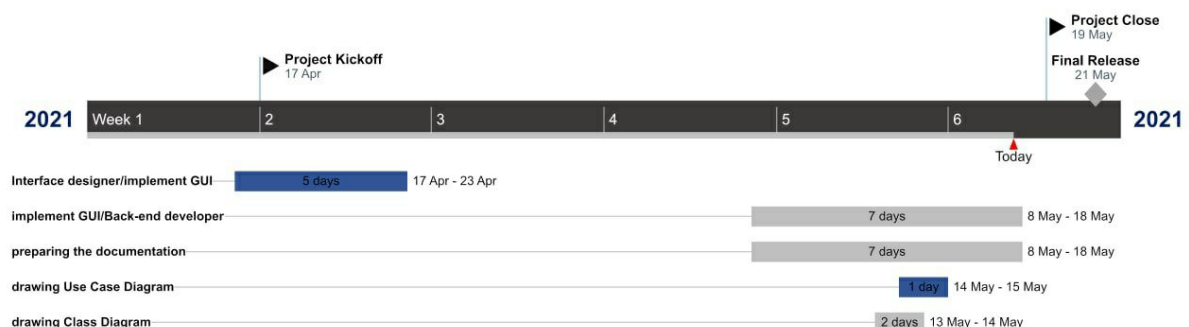 Project Close
19 May
Project Kickoff
17 Apr
Final Release
21 May
2021 Week 1 2 3 4 5 6 2021
Today
Interface designer/implement GUI 5 days 17 Apr - 23 Apr
implement GUI/Back-end developer 7 days 8 May - 18 May
preparing the documentation 7 days 8 May - 18 May
drawing Use Case Diagram 1 day 14 May - 15 May
drawing Class Diagram 2 days 13 May - 14 May